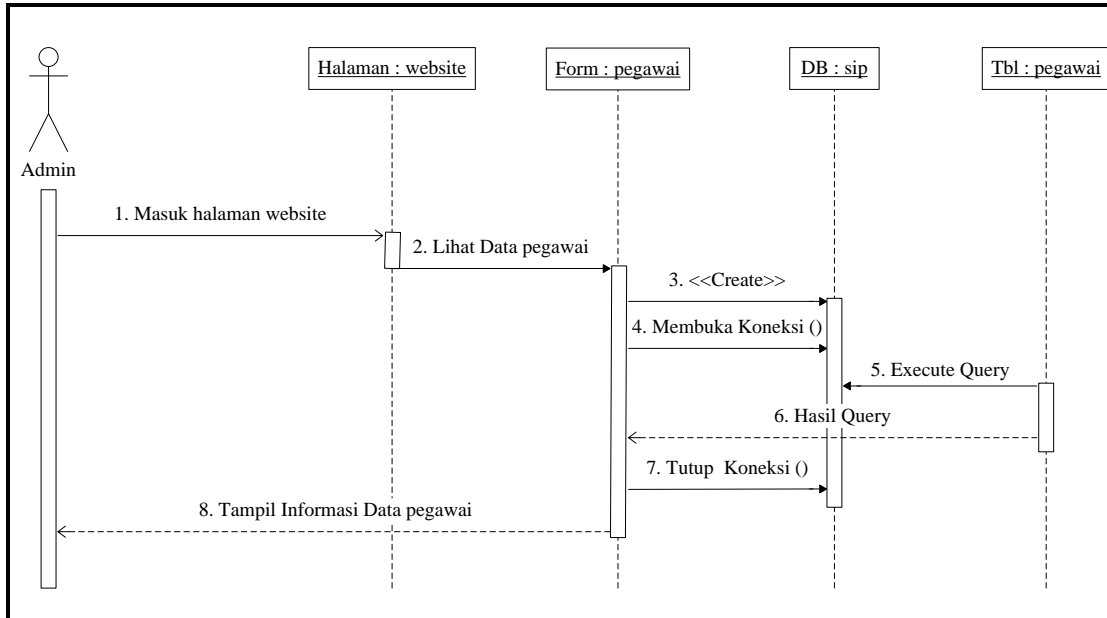 Halaman : website
Form : pegawai
DB : sip
Tbl : pegawai
Admin
1. Masuk halaman website
2. Lihat Data pegawai
3. <<Create>>
4. Membuka Koneksi ()
5. Execute Query
6. Hasil Query
7. Tutup  Koneksi ()
8. Tampil Informasi Data pegawai